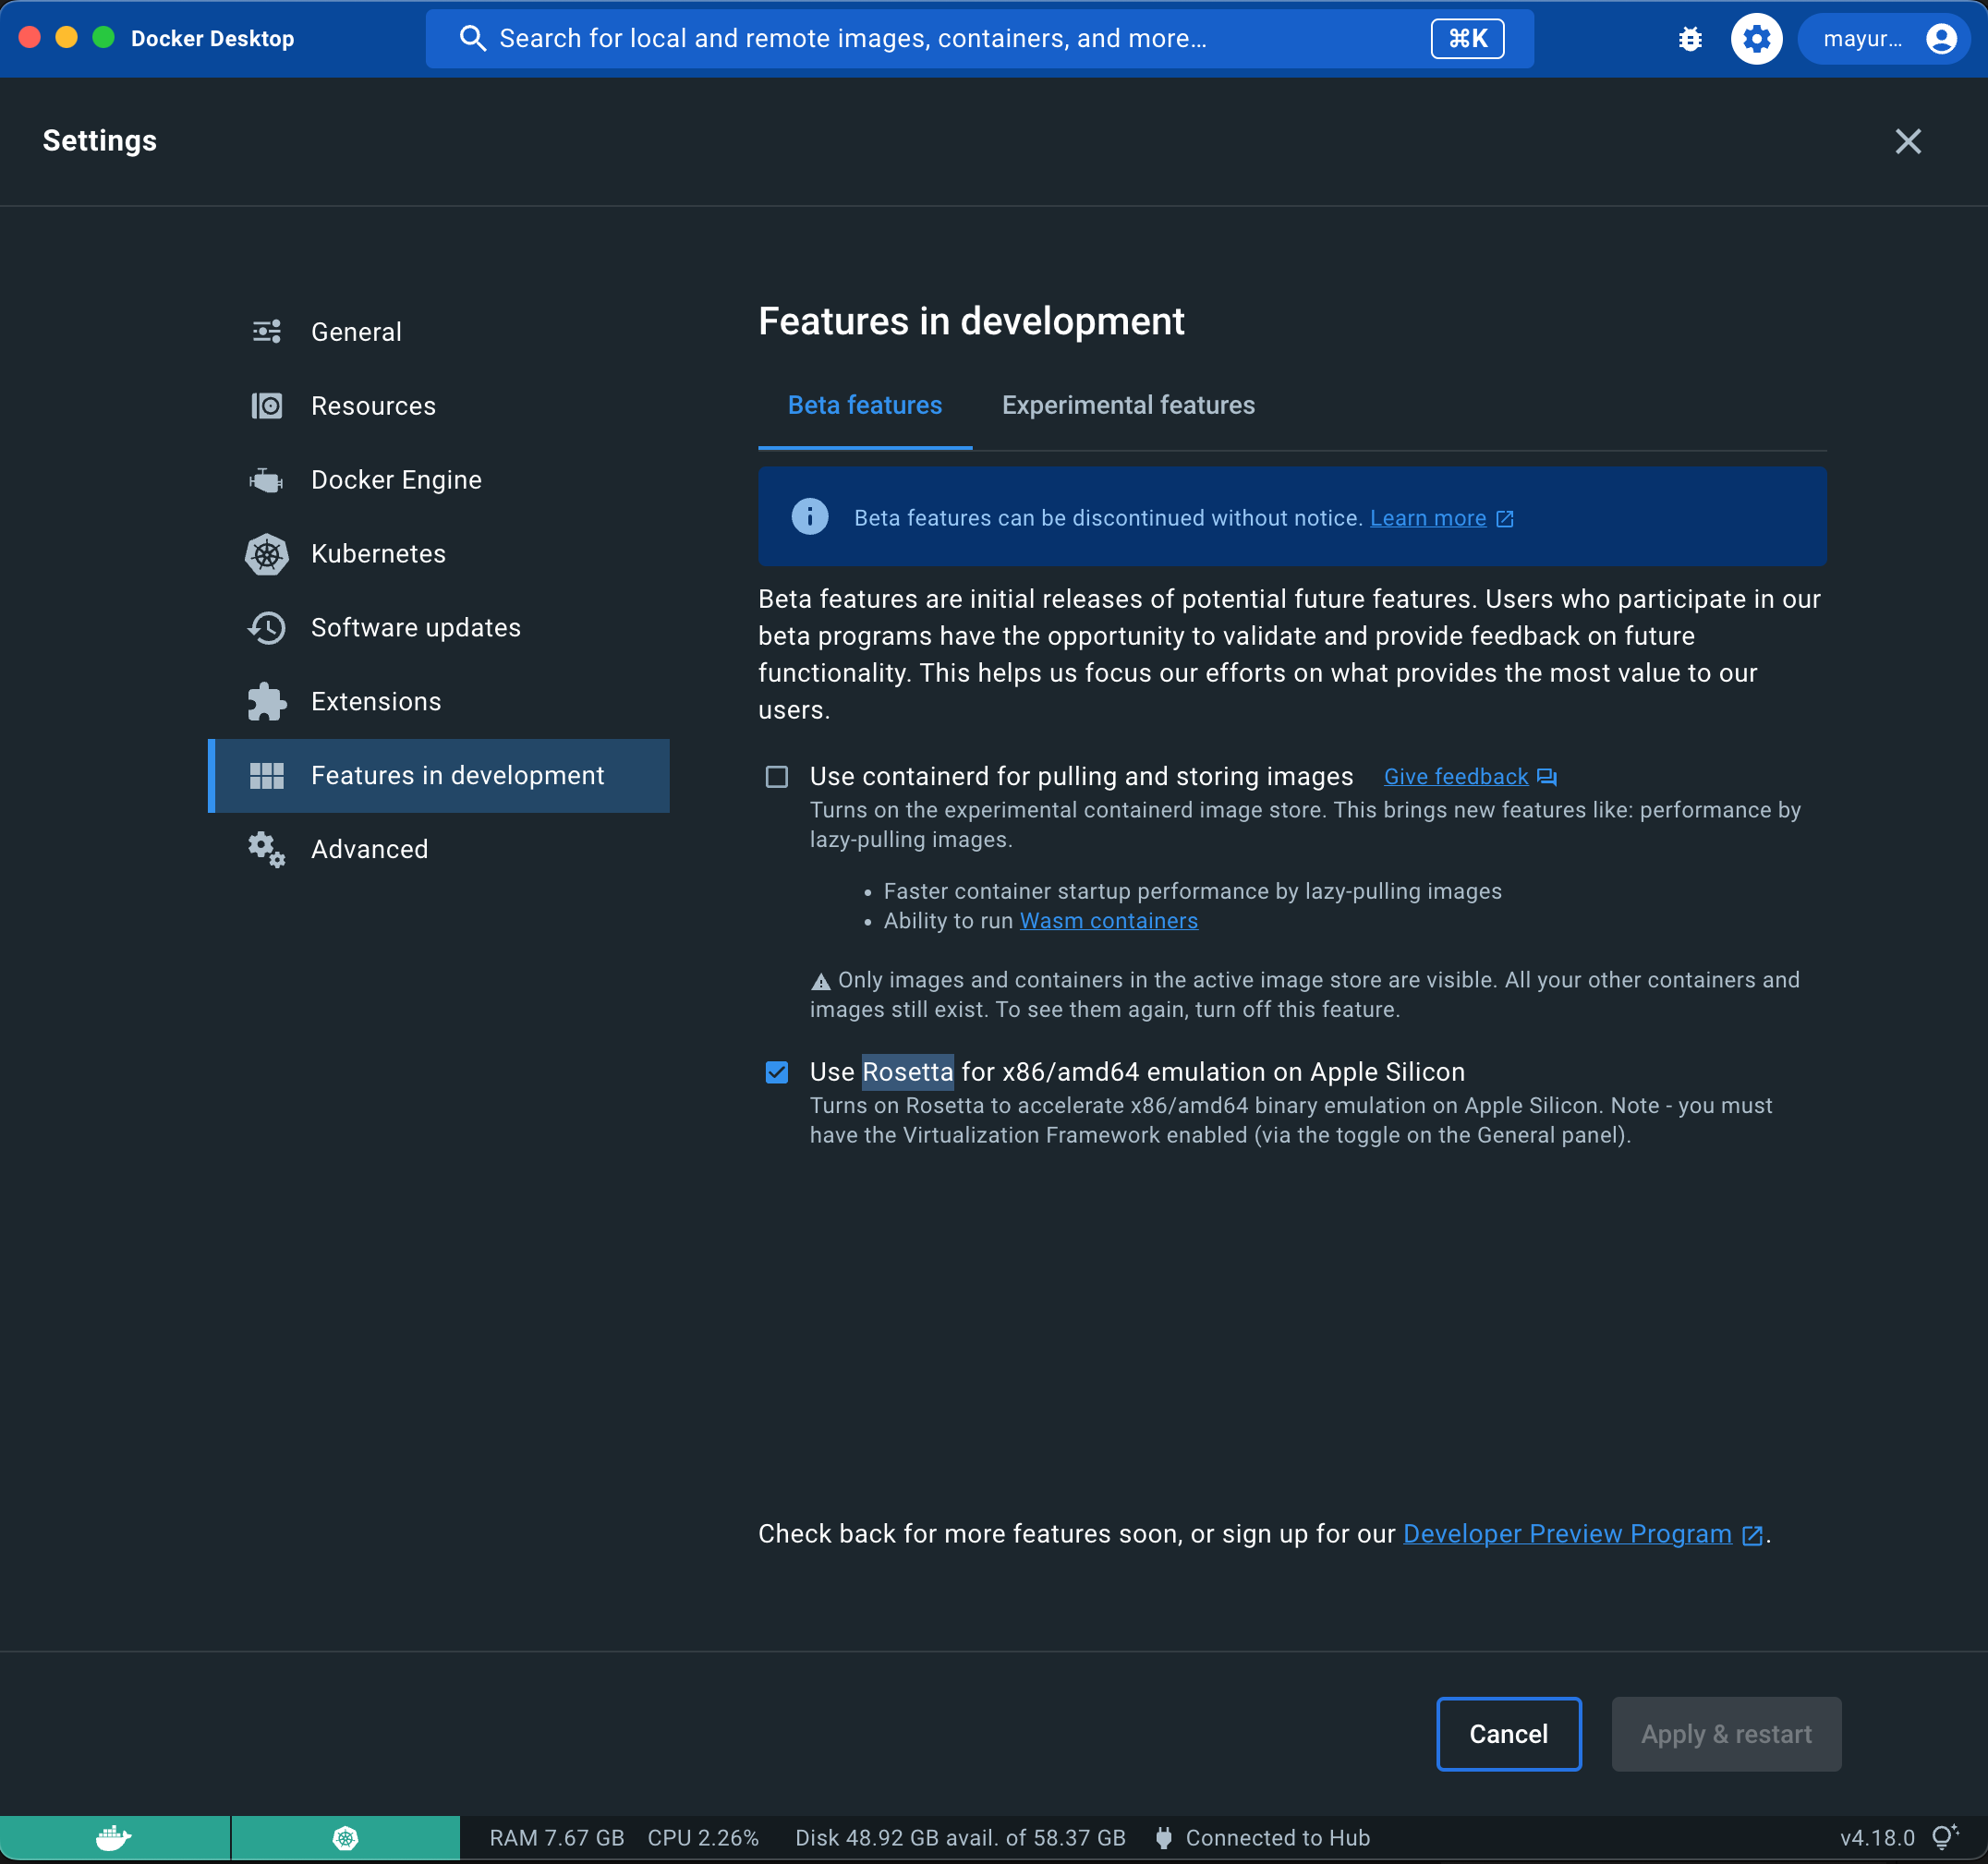 Docker Desktop
Search for local and remote images, containers, and more...
⌘K
mayur...
Settings
General
Resources
Docker Engine
Kubernetes
Software updates
Extensions
Features in development
Advanced
Features in development
Beta features
Experimental features
Beta features can be discontinued without notice. Learn more
Beta features are initial releases of potential future features. Users who participate in our
beta programs have the opportunity to validate and provide feedback on future
functionality. This helps us focus our efforts on what provides the most value to our
users.
Use containerd for pulling and storing images Give feedback
Turns on the experimental containerd image store. This brings new features like: performance by
lazy-pulling images.
• Faster container startup performance by lazy-pulling images
• Ability to run Wasm containers
Only images and containers in the active image store are visible. All your other containers and
images still exist. To see them again, turn off this feature.
Use Rosetta for x86/amd64 emulation on Apple Silicon
Turns on Rosetta to accelerate x86/amd64 binary emulation on Apple Silicon. Note - you must
have the Virtualization Framework enabled (via the toggle on the General panel).
Check back for more features soon, or sign up for our Developer Preview Program.
Cancel
Apply & restart
RAM 7.67 GB CPU 2.26% Disk 48.92 GB avail. of 58.37 GB Connected to Hub
v4.18.0